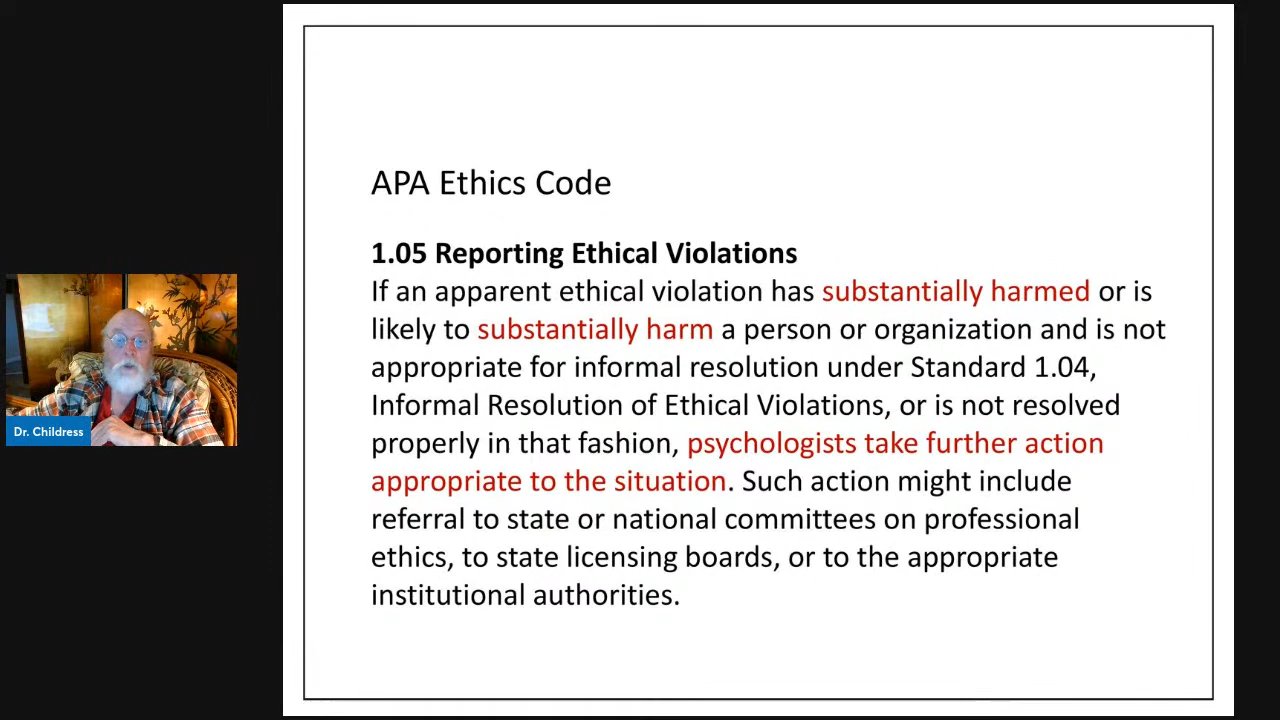 APA Ethics Code
1.05 Reporting Ethical Violations
If an apparent ethical violation has substantially harmed or is
likely to substantially harm a person or organization and is not
appropriate for informal resolution under Standard 1.04,
Informal Resolution of Ethical Violations, or is not resolved
properly in that fashion, psychologists take further action
appropriate to the situation. Such action might include
referral to state or national committees on professional
ethics, to state licensing boards, or to the appropriate
institutional authorities.
Dr. Childress